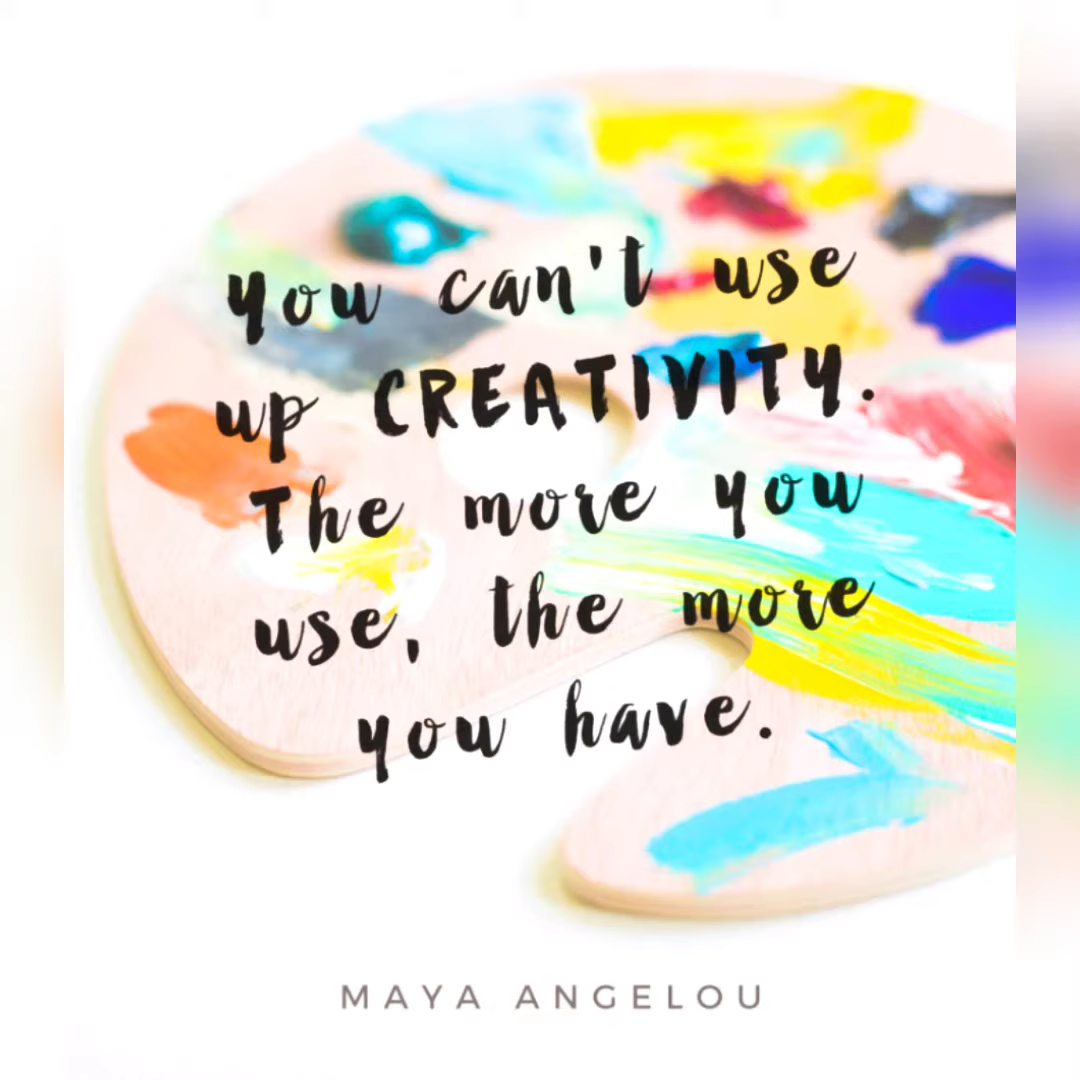 you can't use
up CREATIVITY.
The more you
use, the more
you have.
MAYA ANGELOU